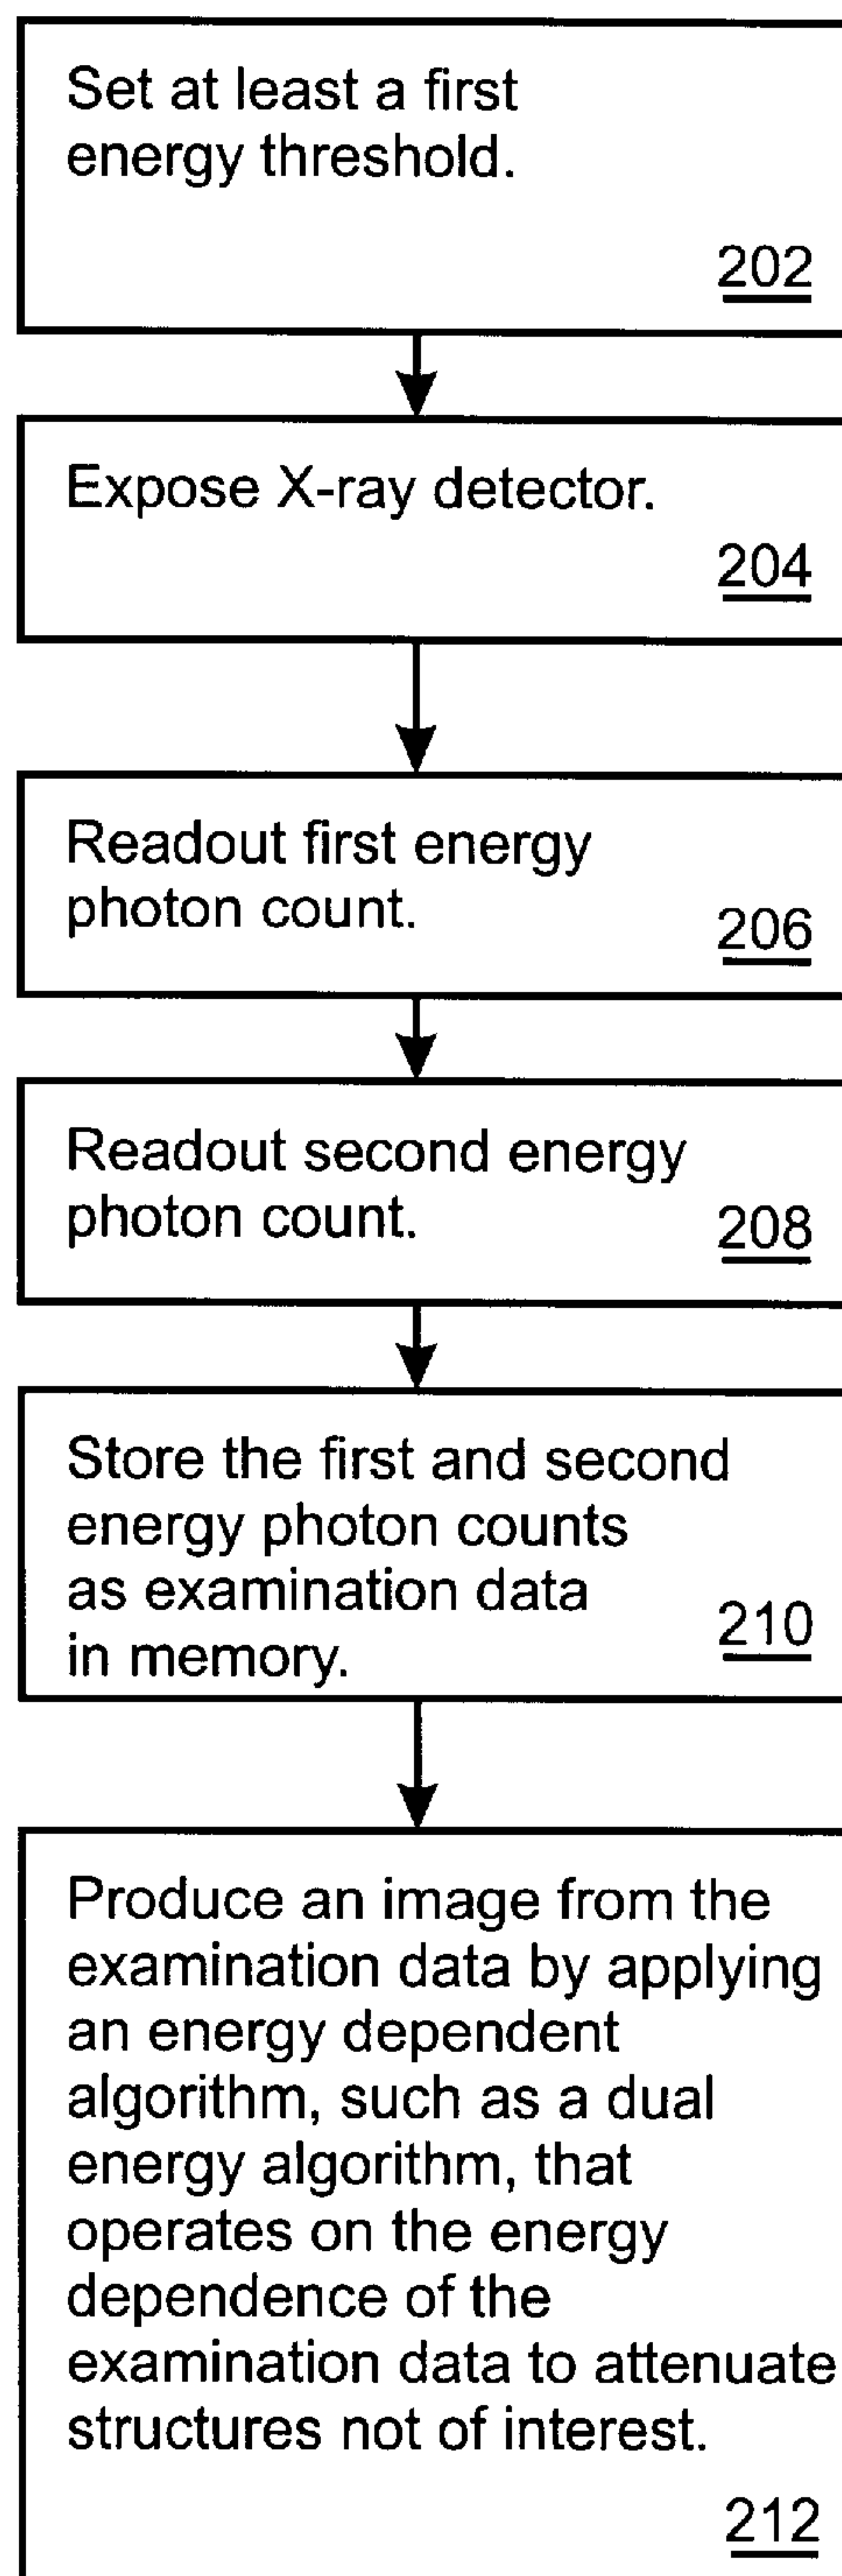 Set at least a first
energy threshold.
202
Expose X-ray detector.
204
Readout first energy
photon count.
206
Readout second energy
photon count.
208
Store the first and second
energy photon counts
as examination data
in memory.
210
Produce an image from the
examination data by applying
an energy dependent
algorithm, such as a dual
energy algorithm, that
operates on the energy
dependence of the
examination data to attenuate
structures not of interest.
212